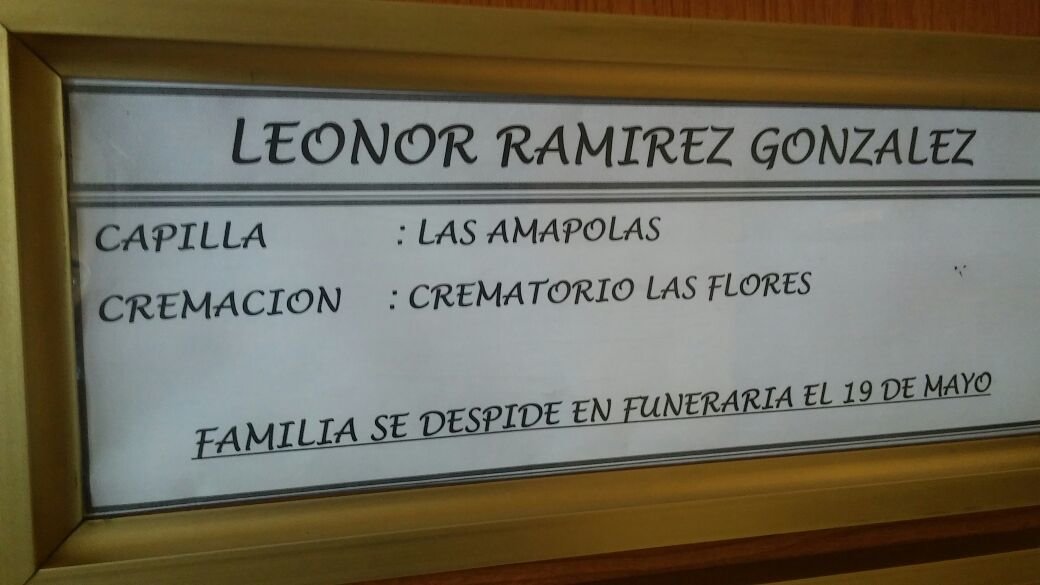 LEONOR RAMIREZ GONZALEZ
CAPILLA : LAS AMAPOLAS
CREMACION : CREMATORIO LAS FLORES
FAMILIA SE DESPIDE EN FUNERARIA EL 19 DE MAYO